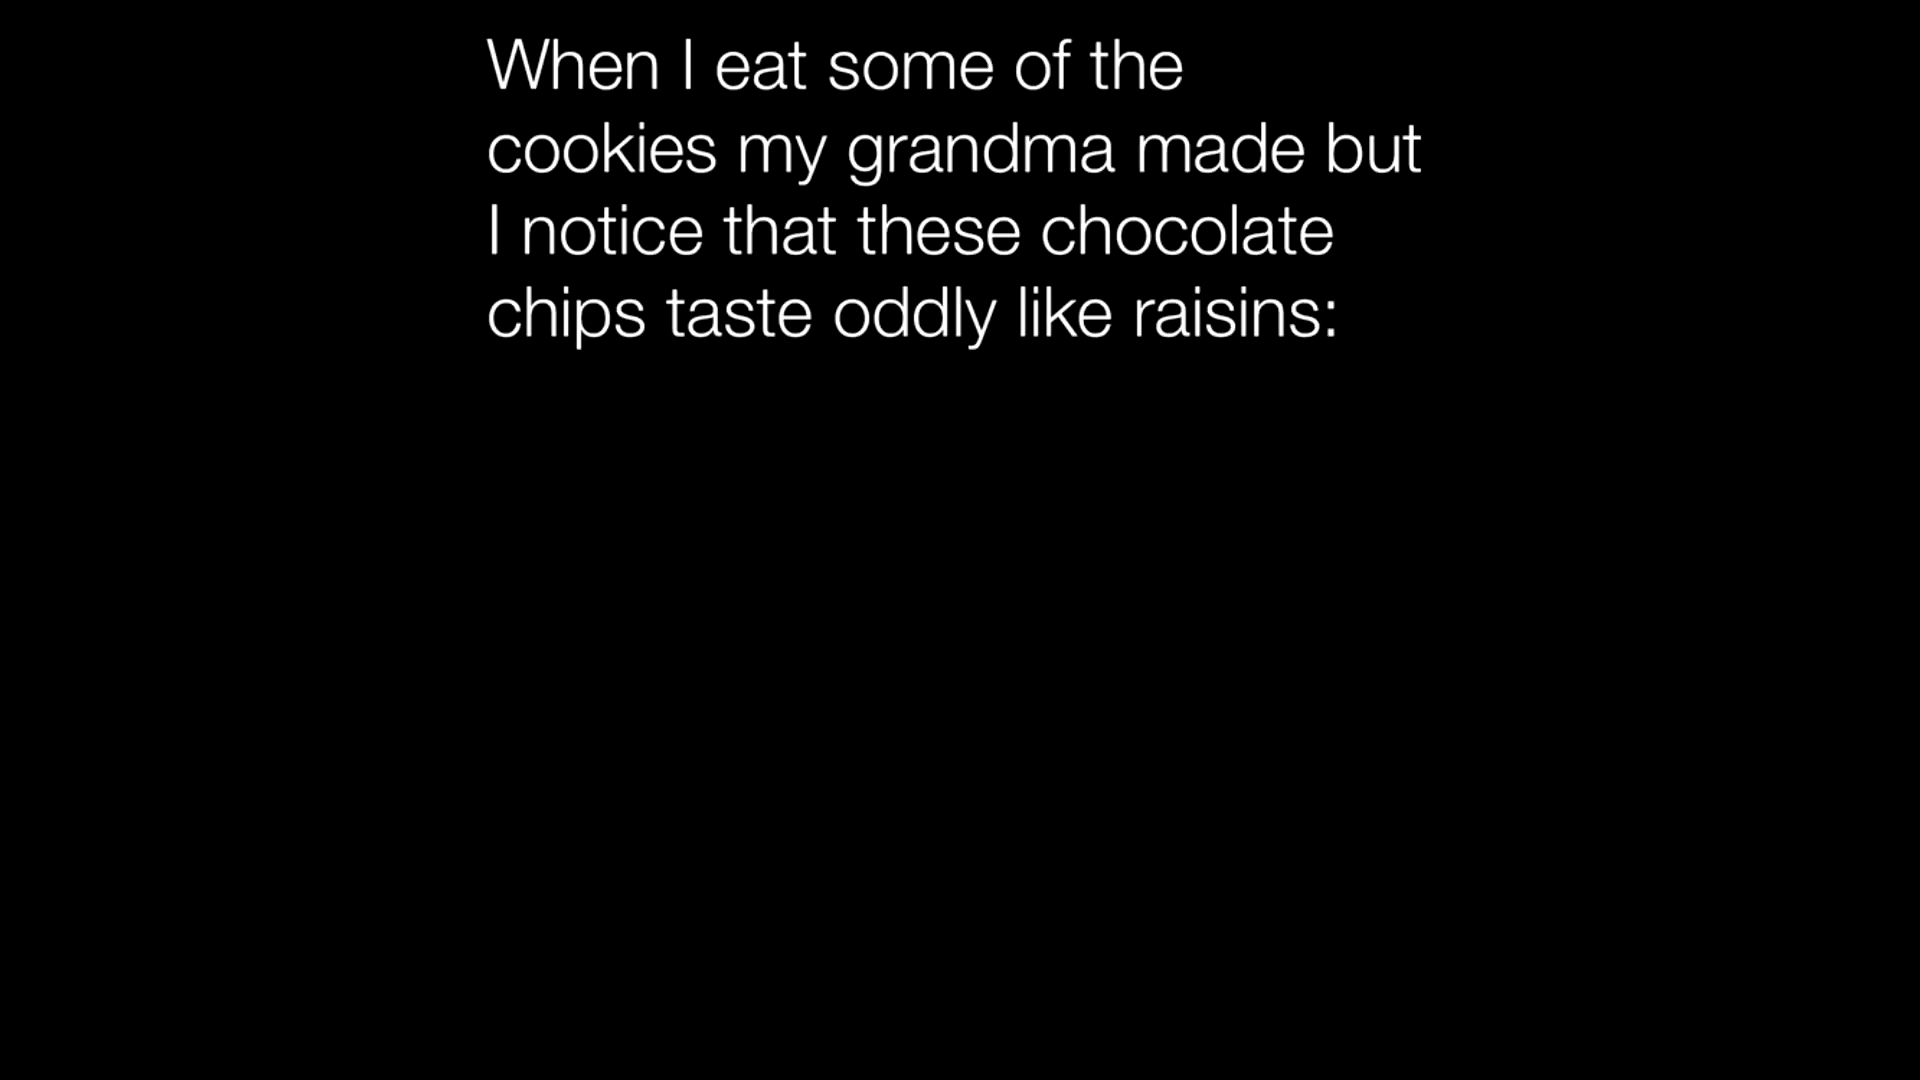 When I eat some of the
cookies my grandma made but
I notice that these chocolate
chips taste oddly like raisins: